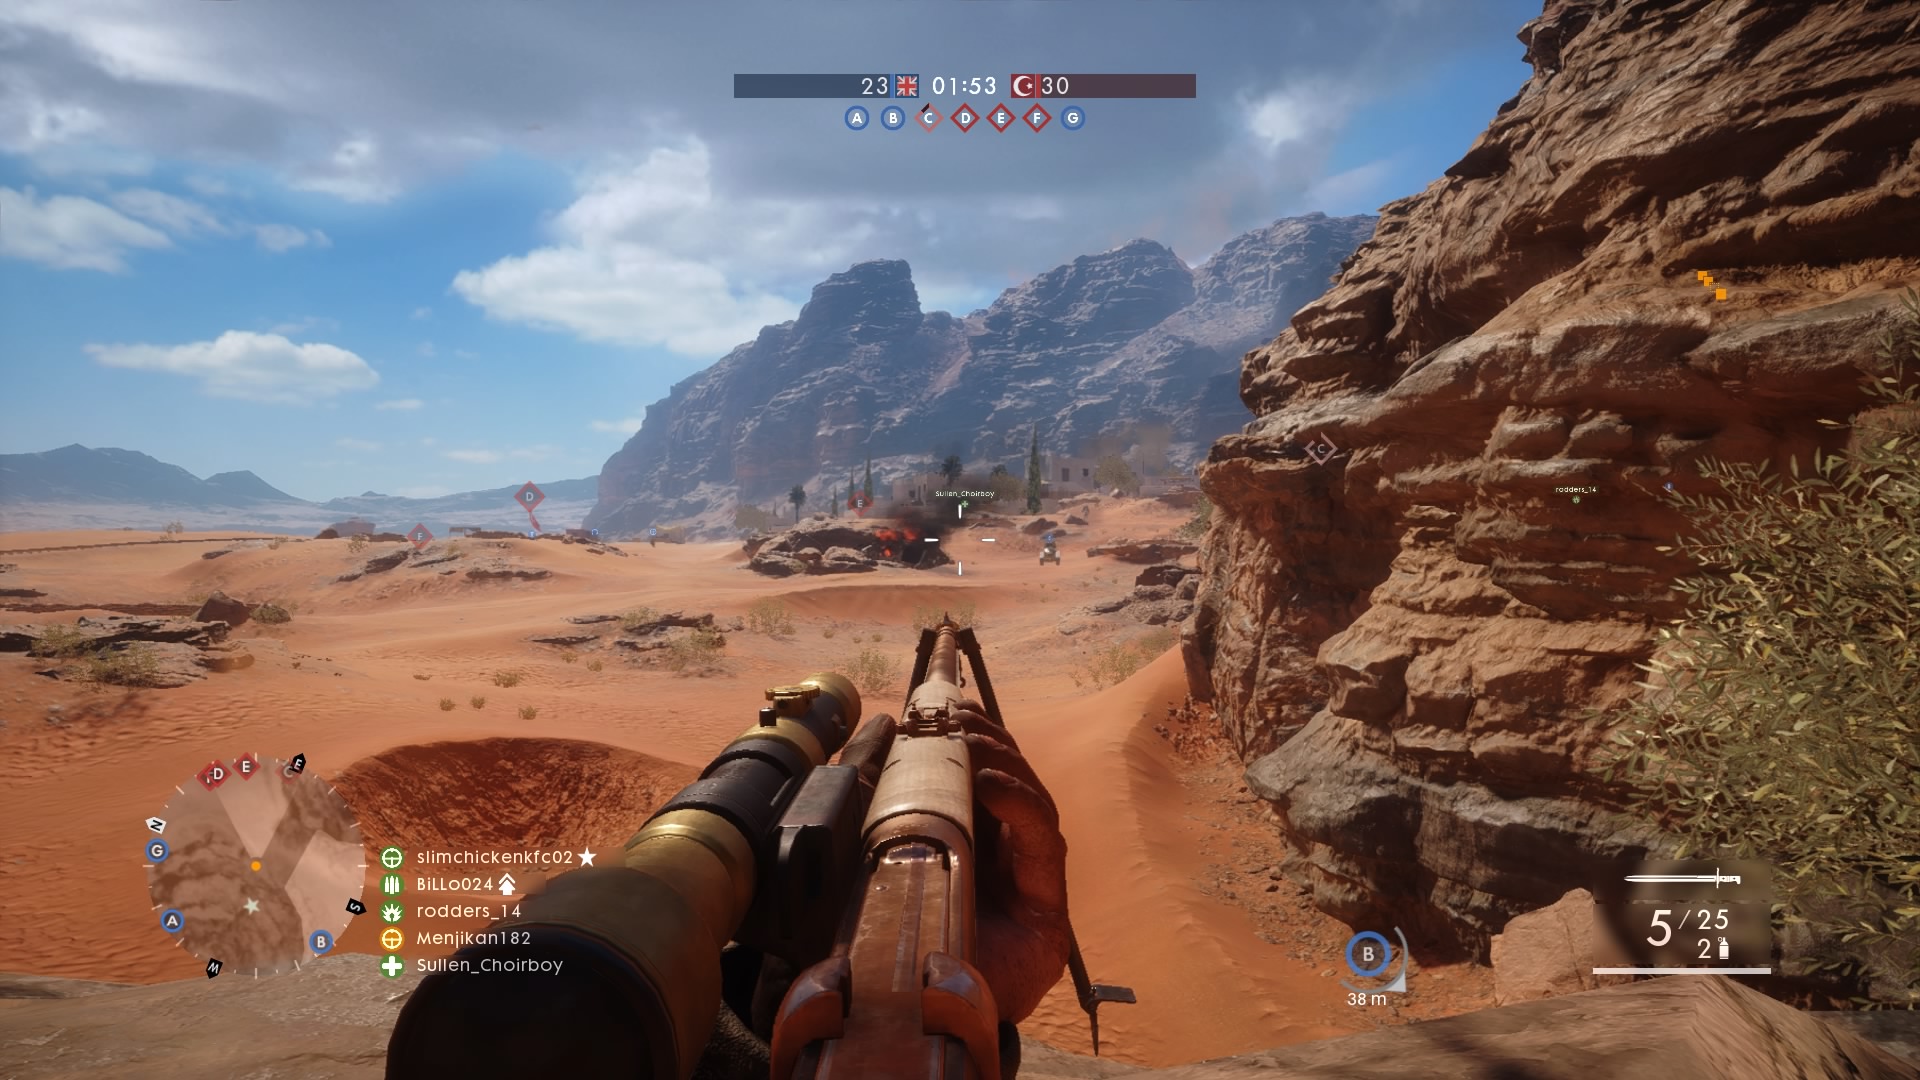 23 01:53 30
A B C D E F G
C
D
rodders_14
Sullen_Choirboy
E
F
D E C E
N
G
slimchickenkfc02
BiLLo024
S
A
rodders_14
5/25
B
Menjikan182
2
B
W
Sullen_Choirboy
38 m